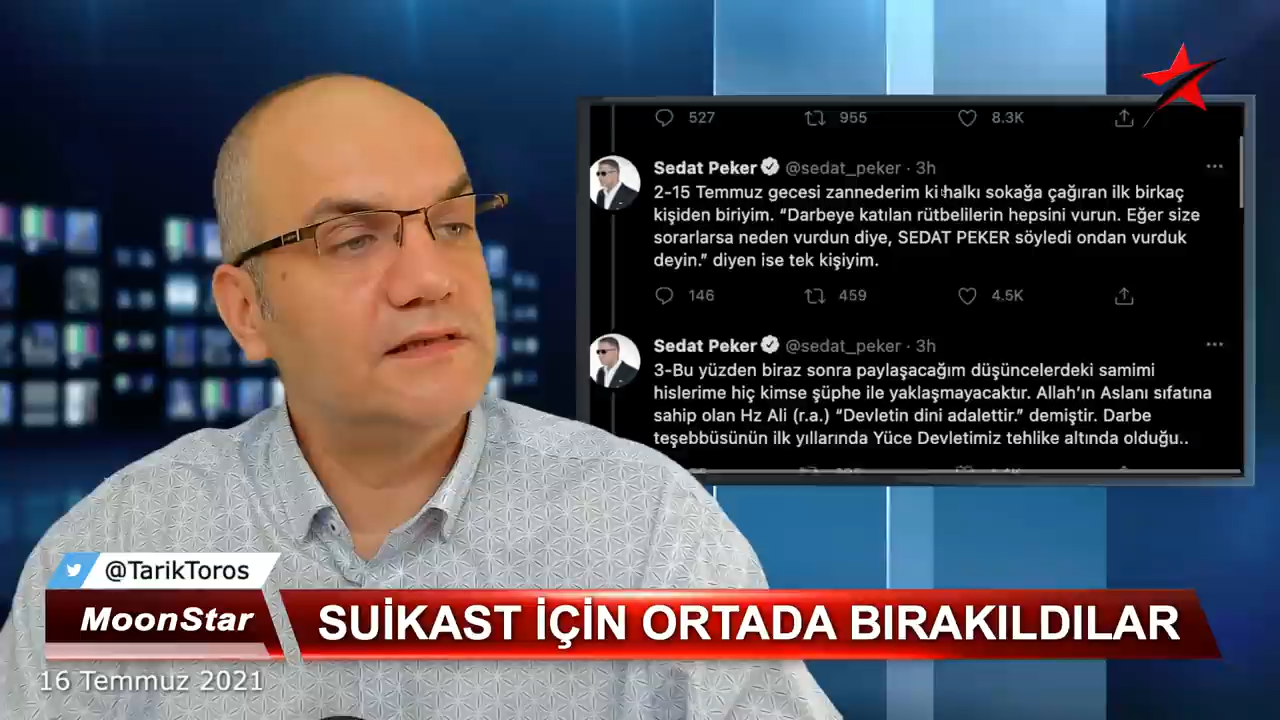 527 955 8.3K
Sedat Peker @sedat_peker · 3h
2-15 Temmuz gecesi zannederim ki halkı sokağa çağıran ilk birkaç
kişiden biriyim. “Darbeye katılan rütbelilerin hepsini vurun. Eğer size
sorarlarsa neden vurdun diye, SEDAT PEKER söyledi ondan vurduk
deyin.” diyen ise tek kişiyim.
146 459 4.5K
Sedat Peker @sedat_peker · 3h
3-Bu yüzden biraz sonra paylaşacağım düşüncelerdeki samimi
hislerime hiç kimse şüphe ile yaklaşmayacaktır. Allah’ın Aslanı sıfatına
sahip olan Hz Ali (r.a.) “Devletin dini adalettir.” demiştir. Darbe
teşebbüsünün ilk yıllarında Yüce Devletimiz tehlike altında olduğu..
@TarikToros
MoonStar
SUİKAST İÇİN ORTADA BIRAKILDILAR
16 Temmuz 2021